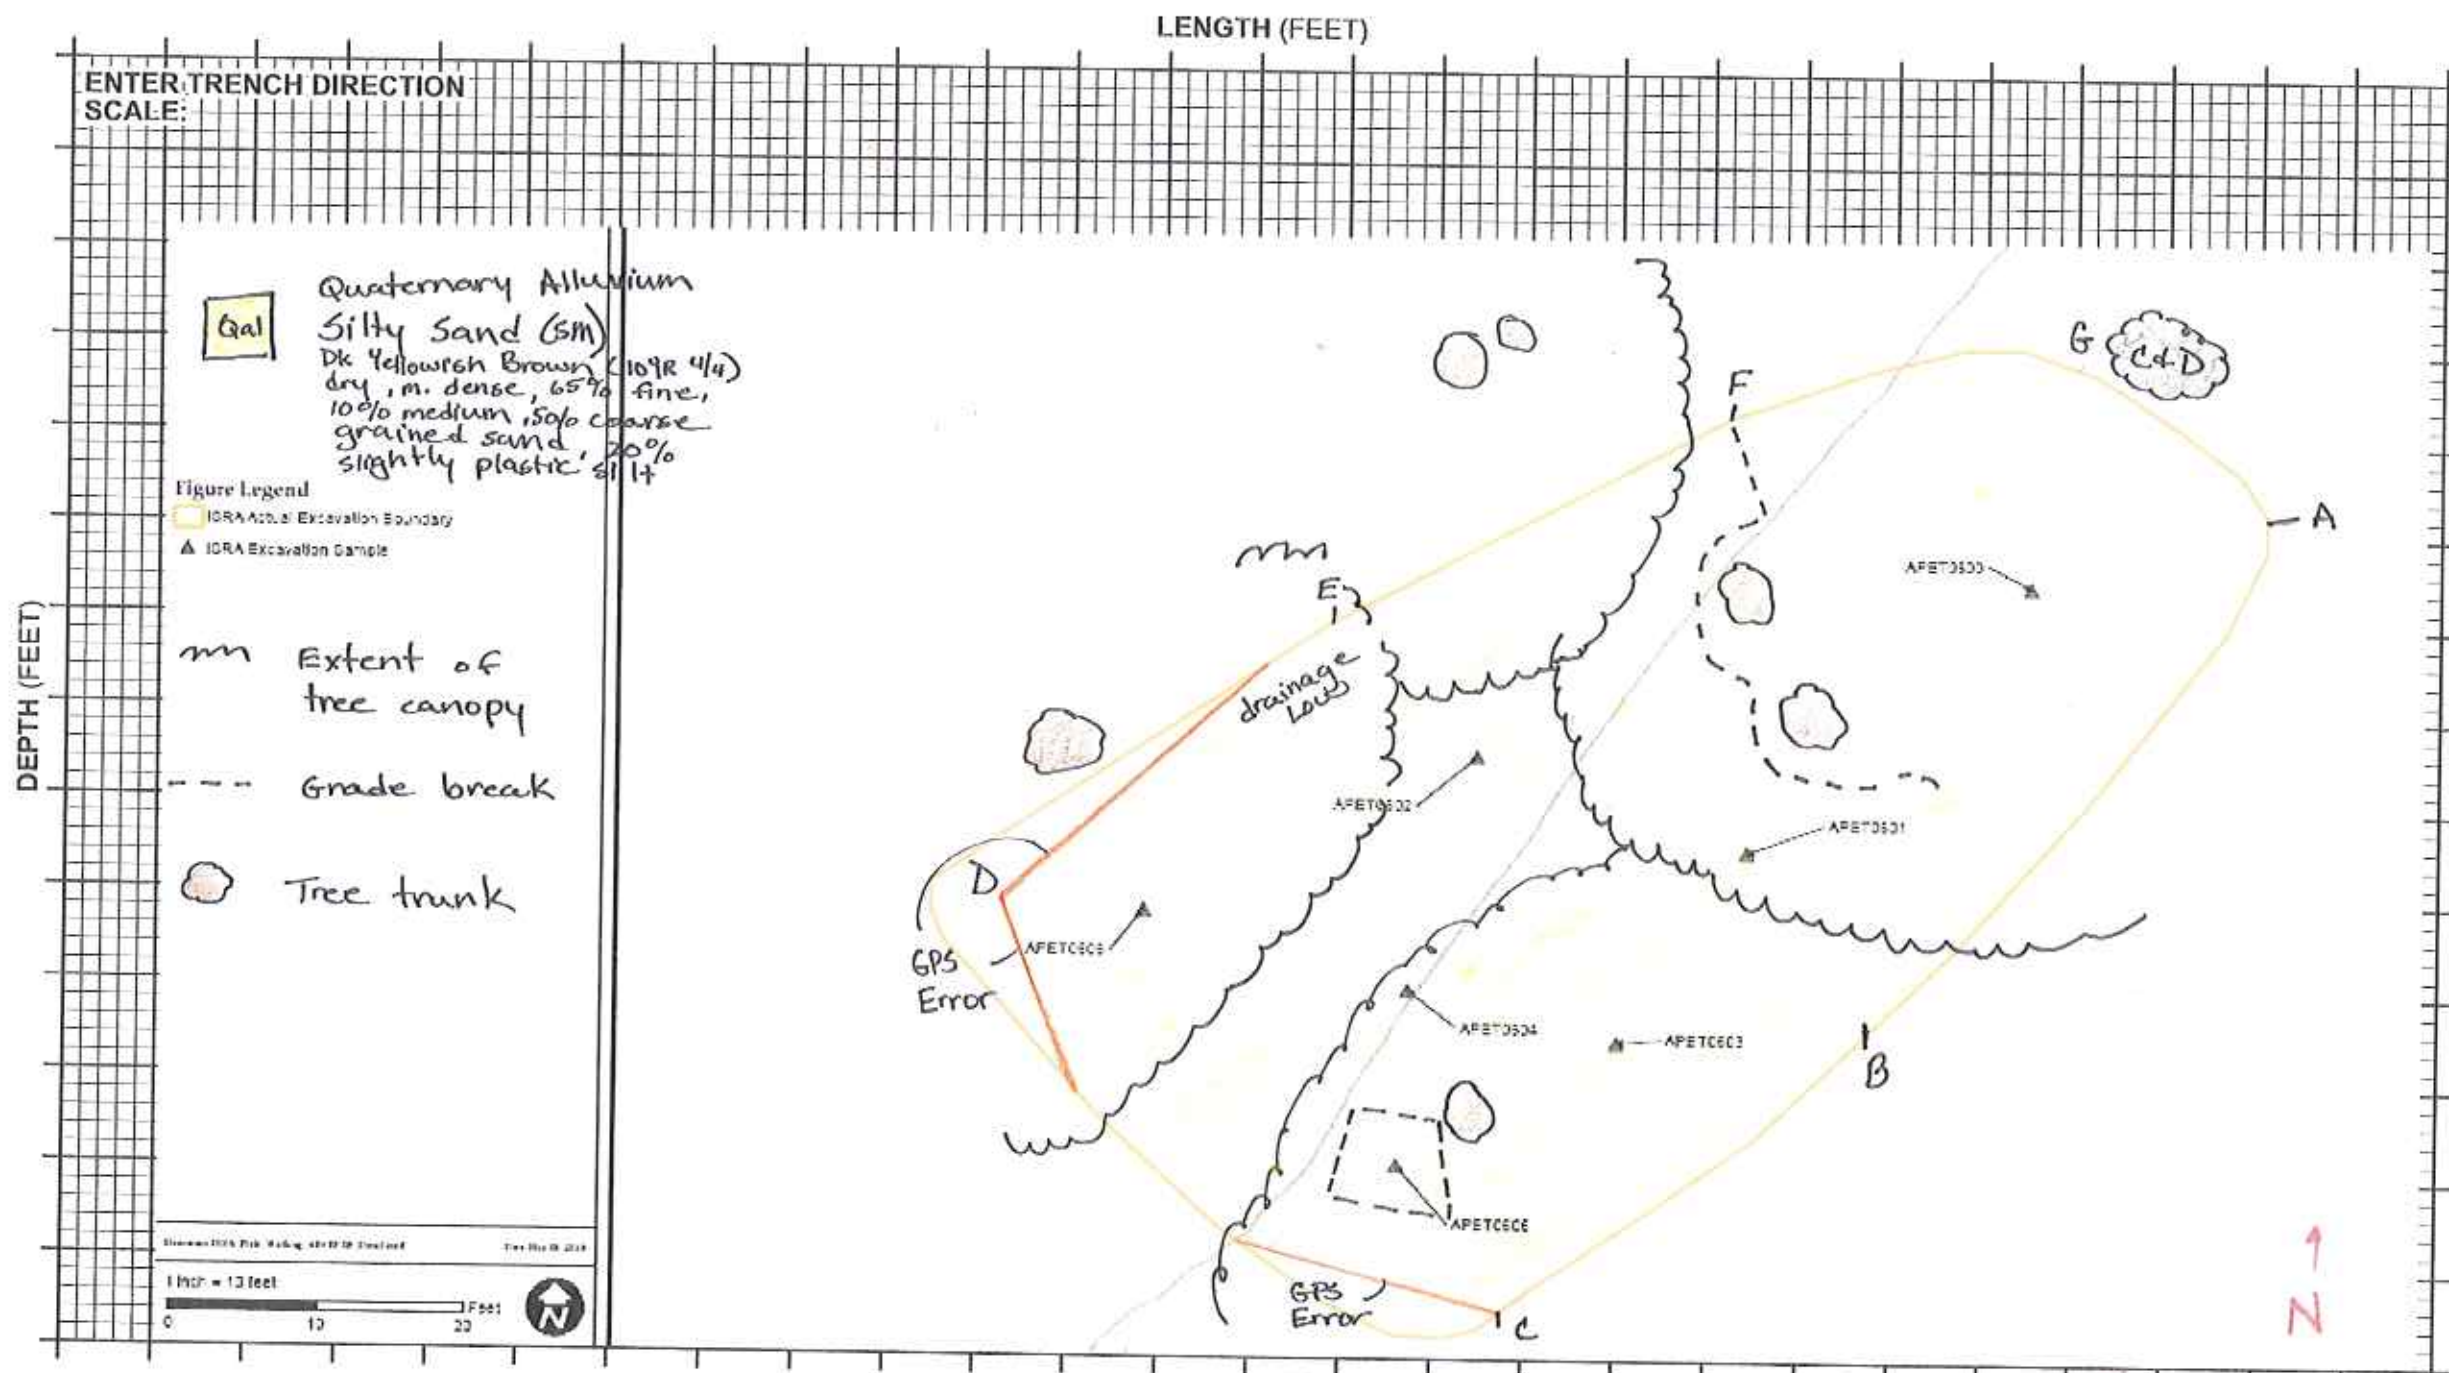 LENGTH (FEET)
ENTER TRENCH DIRECTION
SCALE:
DEPTH (FEET)
Qal
Quaternary Alluvium
Silty Sand (SM)
Dk Yellowish Brown (10YR 4/4)
dry, m. dense, 65% fine,
10% medium, 5% coarse
grained sand, 20%
slightly plastic silt
Figure Legend
ISRA Actual Excavation Boundary
ISRA Excavation Sample
Extent of
tree canopy
Grade break
Tree trunk
1 inch = 13 feet
Feet
0 10 20
N
G
C&D
F
A
E
drainage
Low
D
GPS
Error
B
GPS
Error
C
N
APET0603